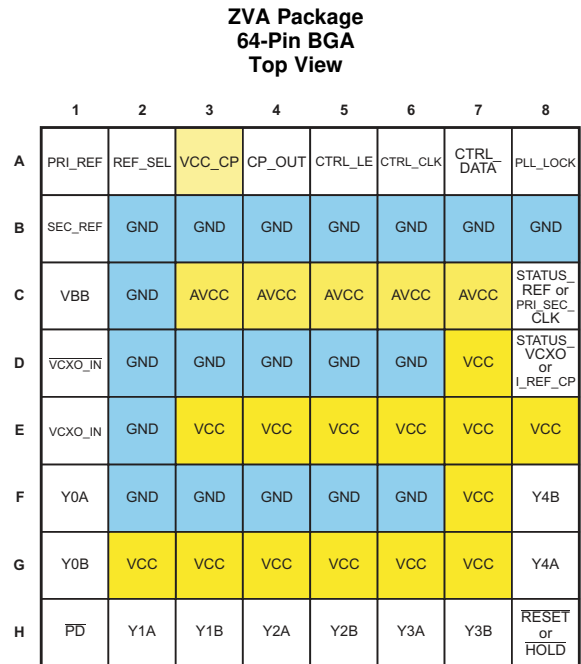 ZVA Package
64-Pin BGA
Top View
1 2 3 4 5 6 7 8
A PRI_REF REF_SEL VCC_CP CP_OUT CTRL_LE CTRL_CLK CTRL_
DATA PLL_LOCK
B SEC_REF GND GND GND GND GND GND GND
C VBB GND AVCC AVCC AVCC AVCC AVCC STATUS_
REF or
PRI_SEC_
CLK
D VCXO_IN GND GND GND GND GND VCC STATUS_
VCXO
or
I_REF_CP
E VCXO_IN GND VCC VCC VCC VCC VCC VCC
F Y0A GND GND GND GND GND VCC Y4B
G Y0B VCC VCC VCC VCC VCC VCC Y4A
H PD Y1A Y1B Y2A Y2B Y3A Y3B RESET
or
HOLD